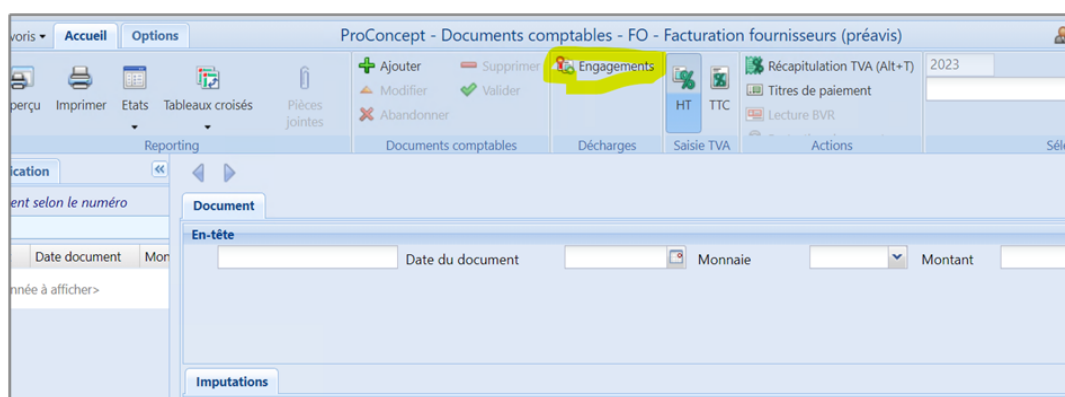 voris Accueil Options ProConcept - Documents comptables - FO - Facturation fournisseurs (préavis)
perçu Imprimer Etats Tableaux croisés Pièces jointes
Reporting
Ajouter Supprimer
Modifier Valider
Abandonner
Documents comptables
Engagements
Décharges
HT TTC
Saisie TVA
Récapitulation TVA (Alt+T)
Titres de paiement
Lecture BVR
Actions
2023
Séle
ication
ent selon le numéro
Date document Mon
nnée à afficher>
Document
En-tête
Date du document Monnaie Montant
Imputations